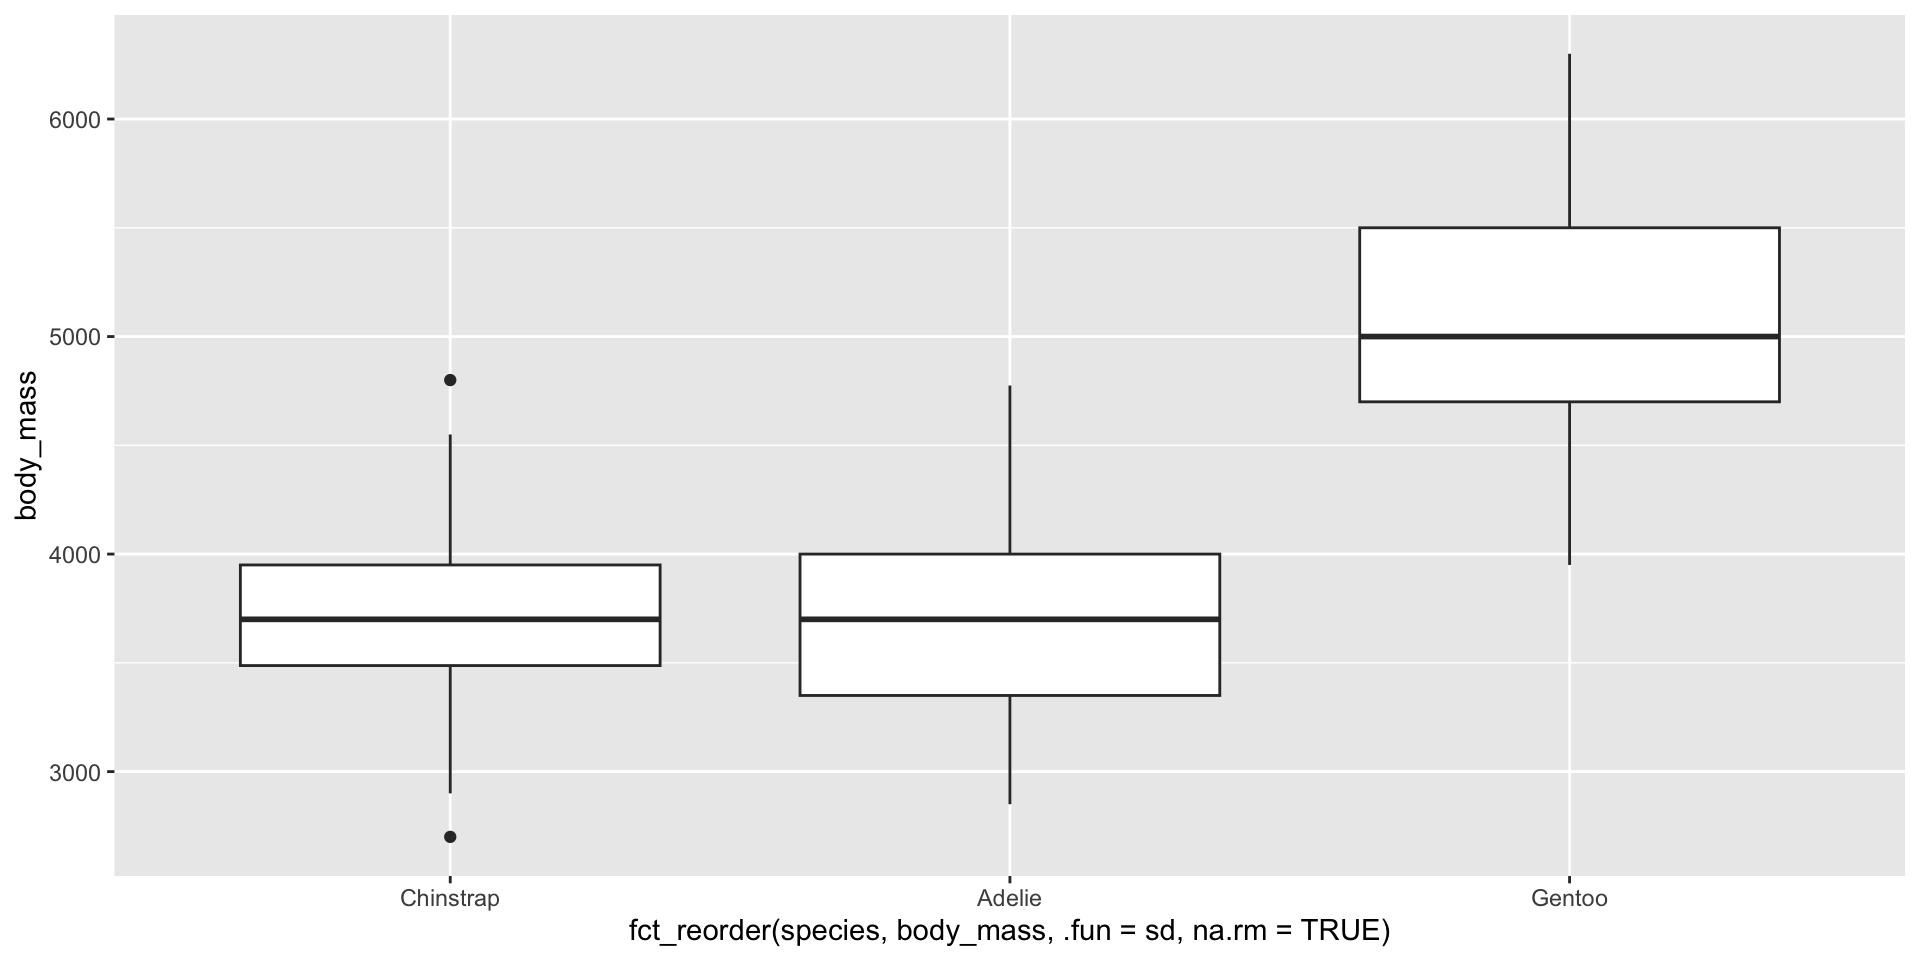 body_mass
6000
5000
4000
3000
Chinstrap Adelie Gentoo
fct_reorder(species, body_mass, .fun = sd, na.rm = TRUE)